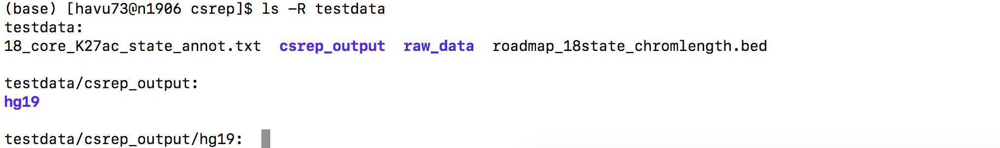 (base) [havu73@n1906 csrep]$ ls -R testdata
testdata:
18_core_K27ac_state_annot.txt  csrep_output  raw_data  roadmap_18state_chromlength.bed
testdata/csrep_output:
hg19
testdata/csrep_output/hg19: